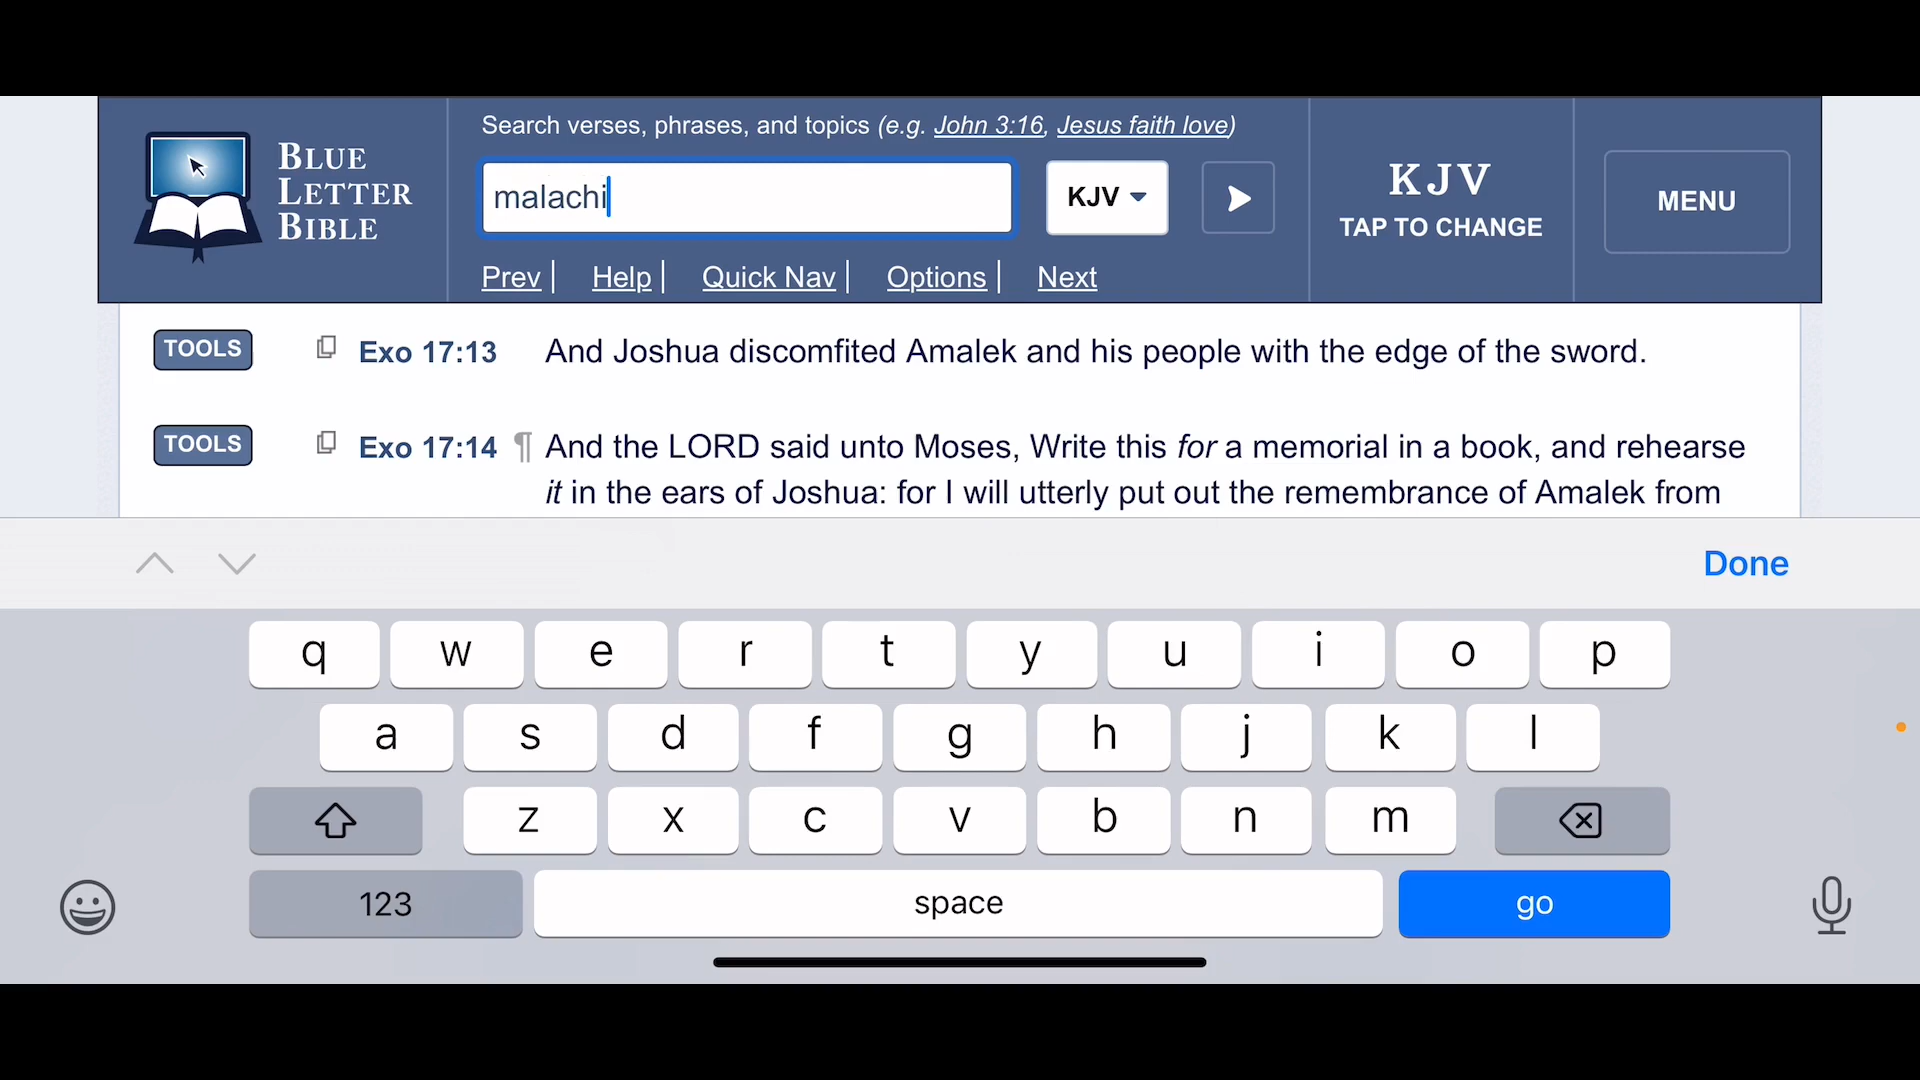 BLUE
LETTER
BIBLE
Search verses, phrases, and topics (e.g. John 3:16, Jesus faith love)
malachi
KJV
KJV
TAP TO CHANGE
MENU
Prev | Help | Quick Nav | Options | Next
TOOLS Exo 17:13 And Joshua discomfited Amalek and his people with the edge of the sword.
TOOLS Exo 17:14 ¶ And the LORD said unto Moses, Write this for a memorial in a book, and rehearse
it in the ears of Joshua: for I will utterly put out the remembrance of Amalek from
Done
q w e r t y u i o p
a s d f g h j k l
z x c v b n m
123 space go